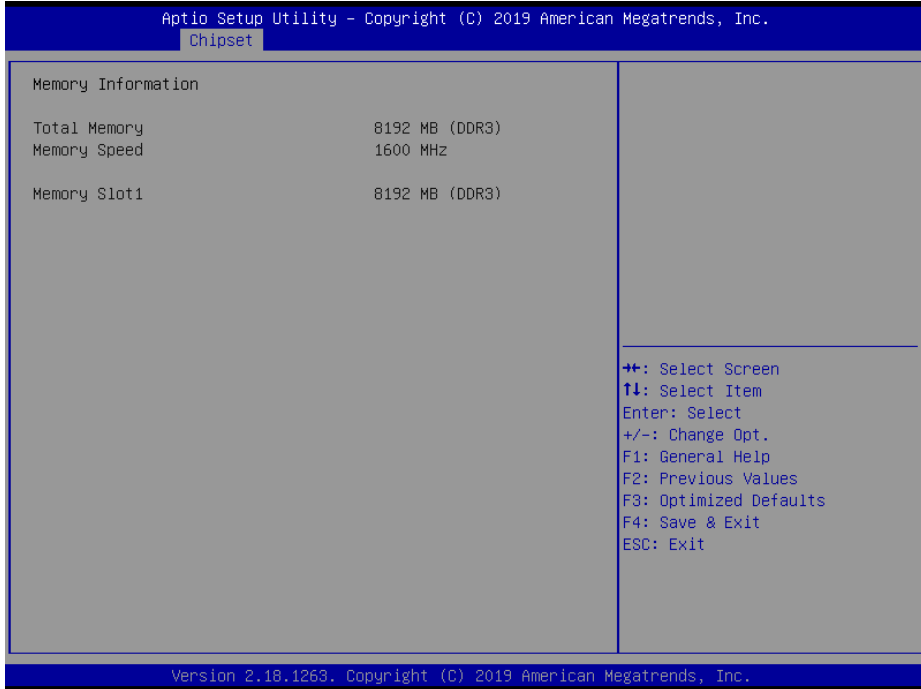 Aptio Setup Utility – Copyright (C) 2019 American Megatrends, Inc.
Chipset
Memory Information
Total Memory 8192 MB (DDR3)
Memory Speed 1600 MHz
Memory Slot1 8192 MB (DDR3)
→←: Select Screen
↑↓: Select Item
Enter: Select
+/-: Change Opt.
F1: General Help
F2: Previous Values
F3: Optimized Defaults
F4: Save & Exit
ESC: Exit
Version 2.18.1263. Copyright (C) 2019 American Megatrends, Inc.